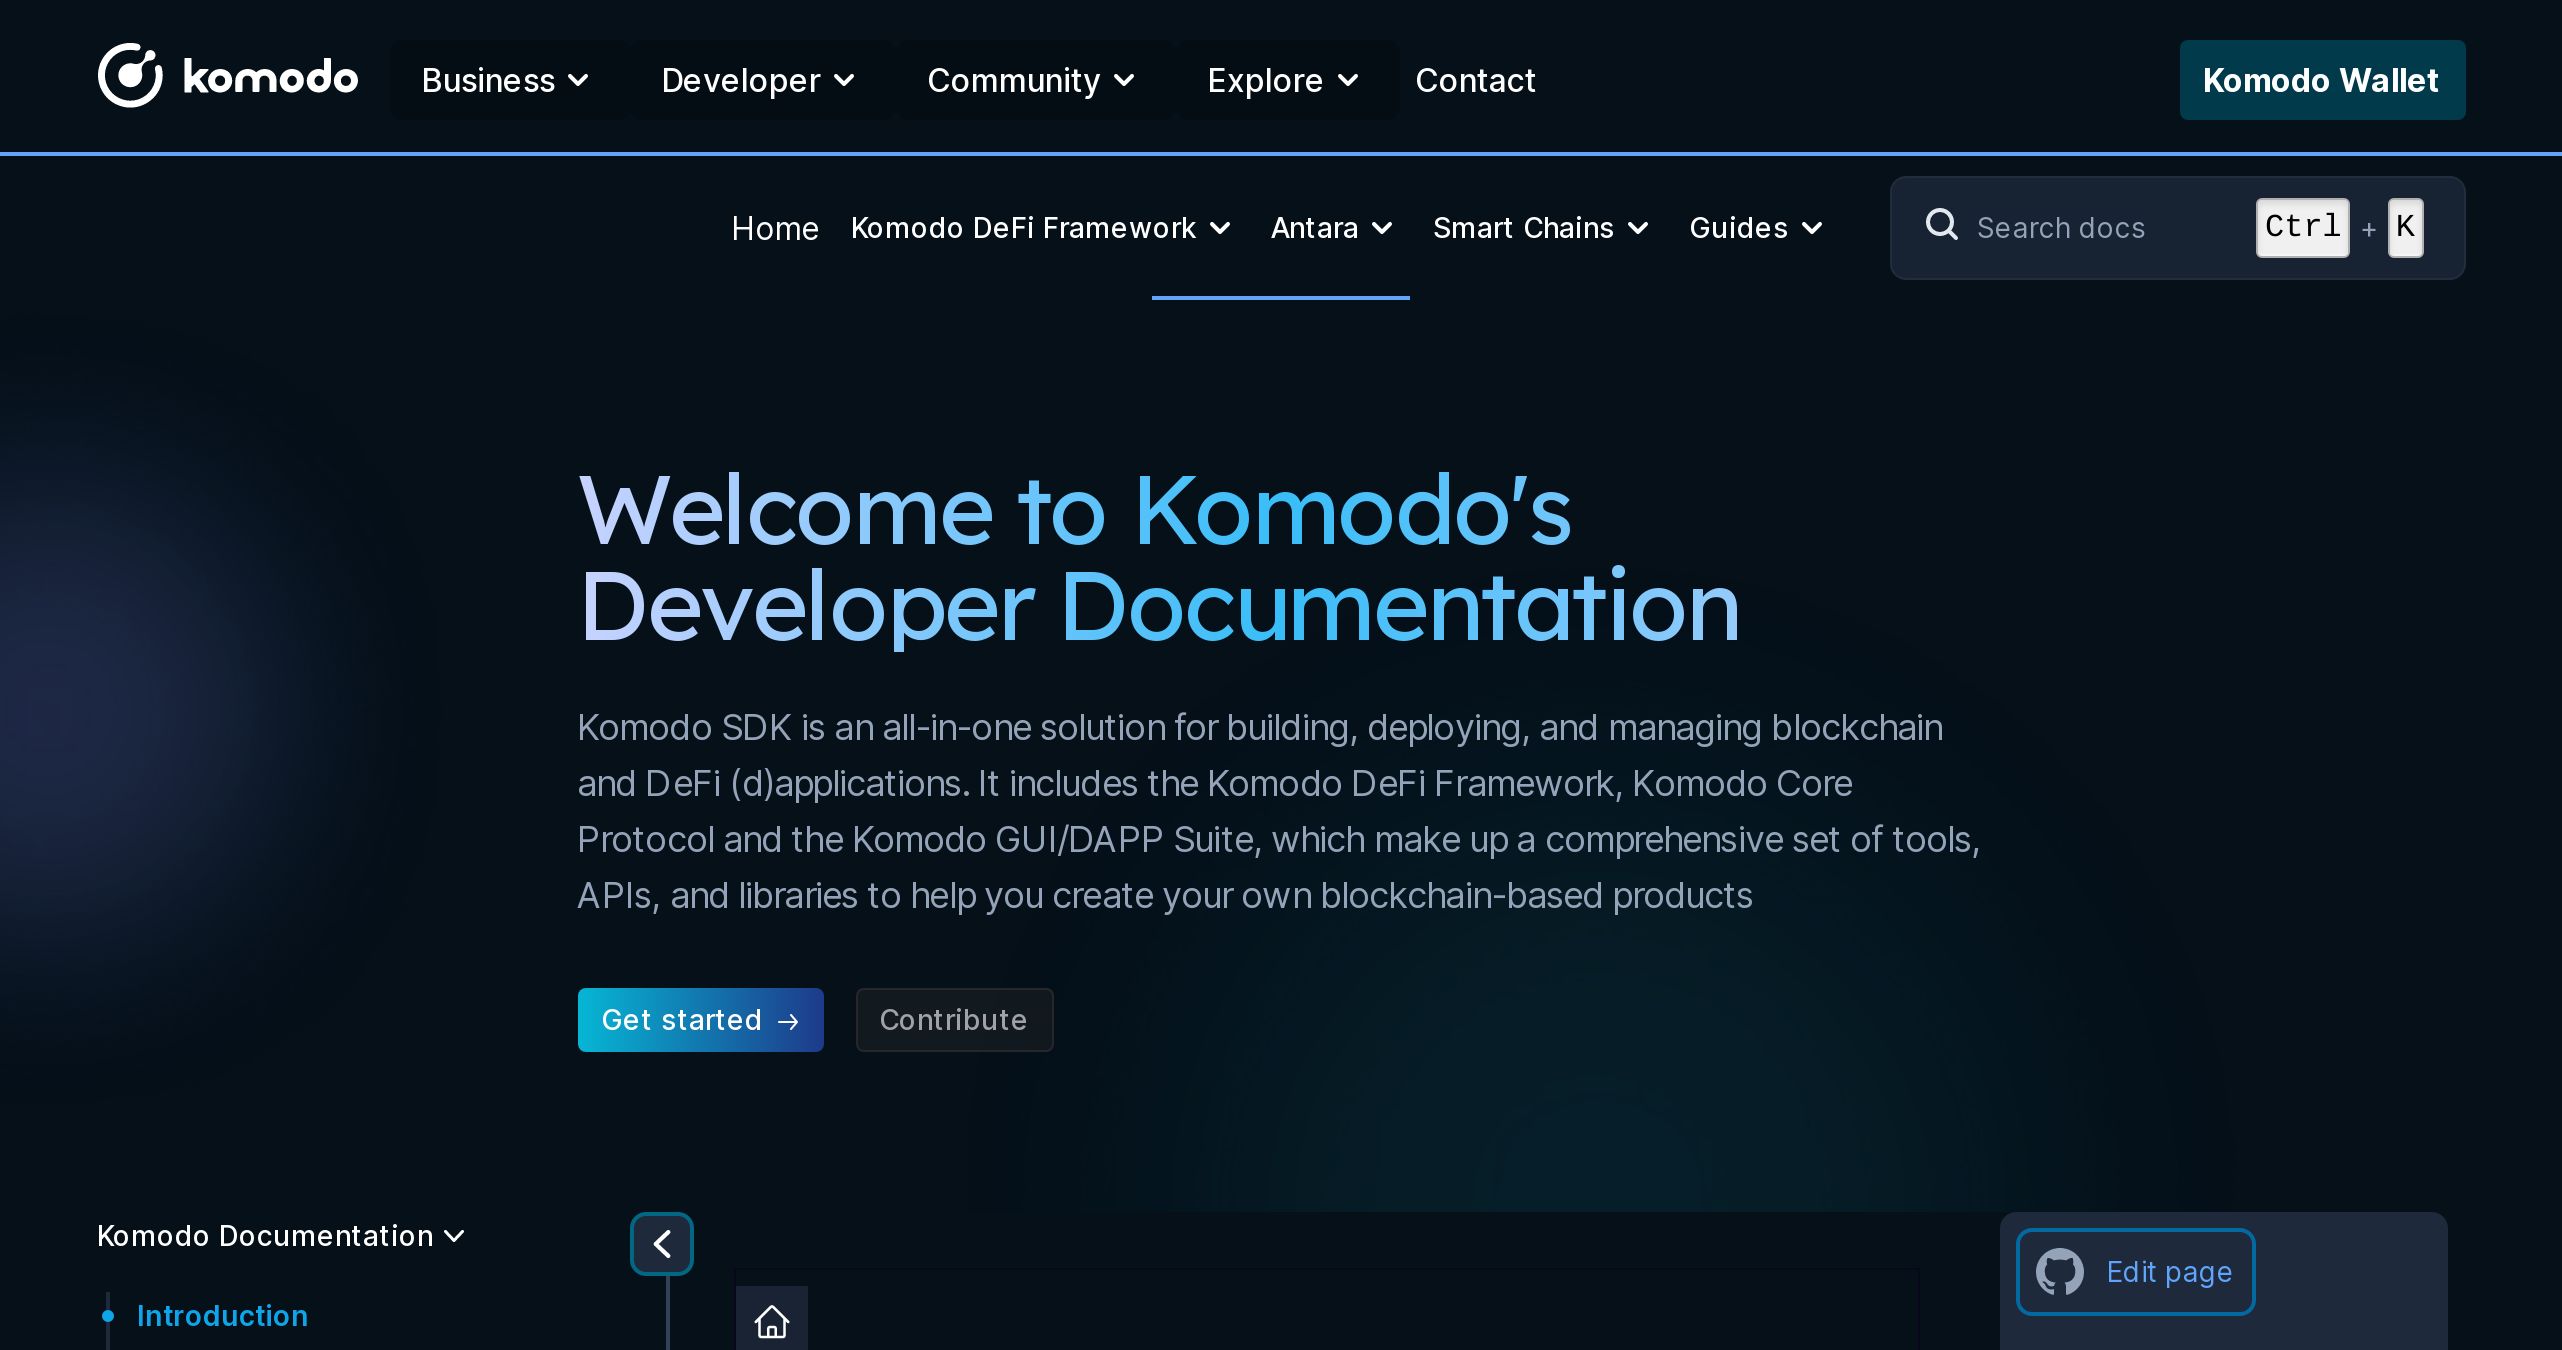 komodo Business Developer Community Explore Contact Komodo Wallet
Home Komodo DeFi Framework Antara Smart Chains Guides Search docs Ctrl + K
Welcome to Komodo's
Developer Documentation
Komodo SDK is an all-in-one solution for building, deploying, and managing blockchain
and DeFi (d)applications. It includes the Komodo DeFi Framework, Komodo Core
Protocol and the Komodo GUI/DAPP Suite, which make up a comprehensive set of tools,
APIs, and libraries to help you create your own blockchain-based products
Get started → Contribute
Komodo Documentation
Edit page
Introduction